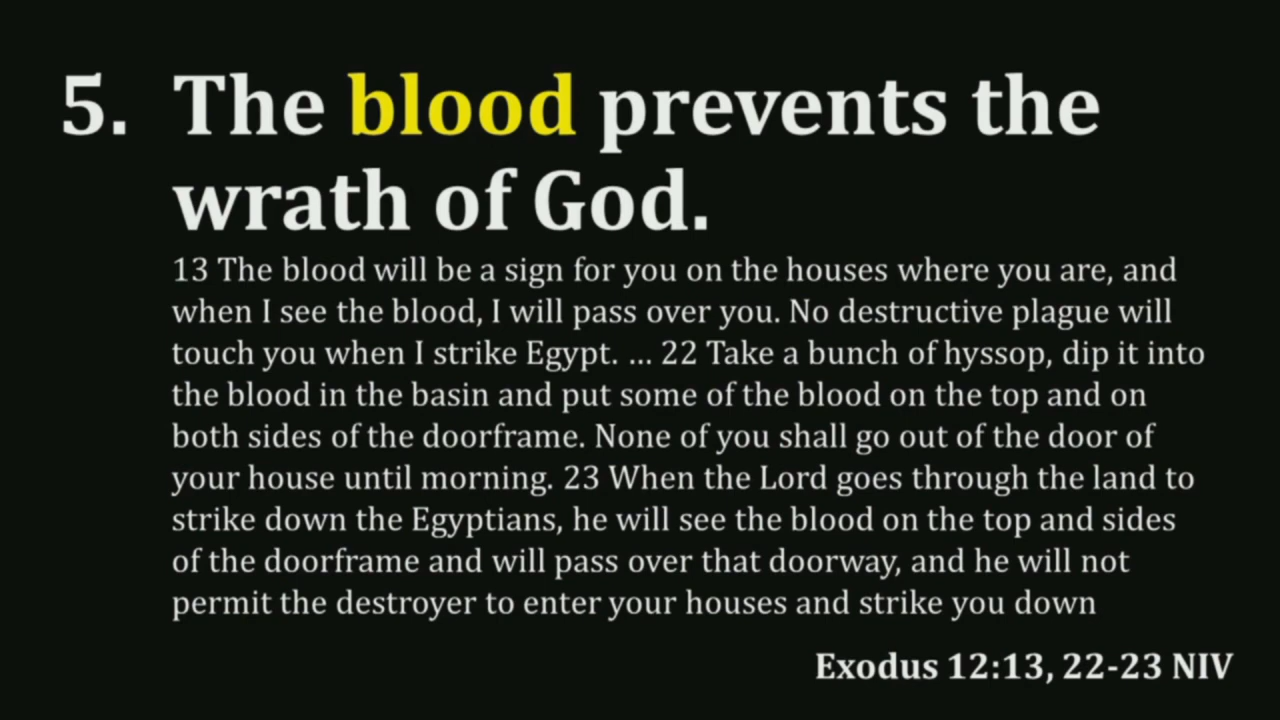 5. The blood prevents the
wrath of God.
13 The blood will be a sign for you on the houses where you are, and
when I see the blood, I will pass over you. No destructive plague will
touch you when I strike Egypt. ... 22 Take a bunch of hyssop, dip it into
the blood in the basin and put some of the blood on the top and on
both sides of the doorframe. None of you shall go out of the door of
your house until morning. 23 When the Lord goes through the land to
strike down the Egyptians, he will see the blood on the top and sides
of the doorframe and will pass over that doorway, and he will not
permit the destroyer to enter your houses and strike you down
Exodus 12:13, 22-23 NIV